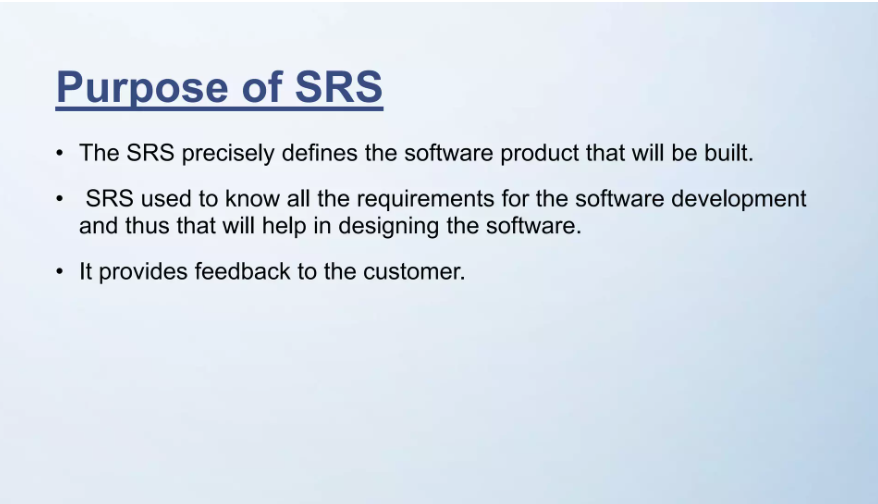 Purpose of SRS
• The SRS precisely defines the software product that will be built.
• SRS used to know all the requirements for the software development
and thus that will help in designing the software.
• It provides feedback to the customer.